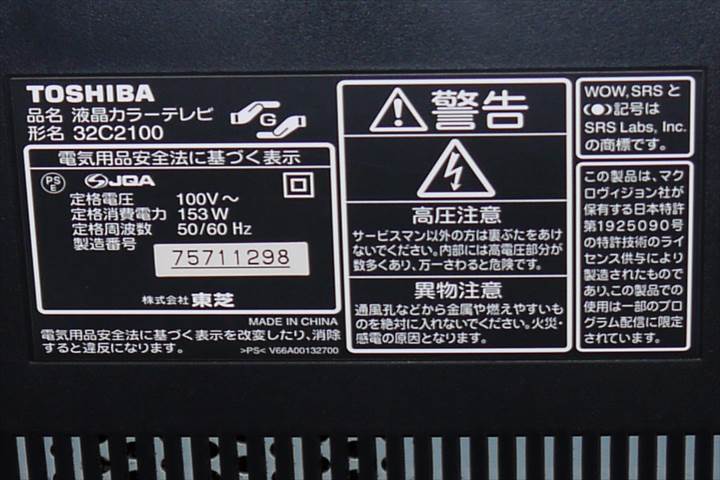 TOSHIBA
品名 液晶カラーテレビ
形名 32C2100
G
電気用品安全法に基づく表示
PS
E
JQA
定格電圧 100V～
定格消費電力 153W
定格周波数 50/60 Hz
製造番号
75711298
株式会社 東芝
MADE IN CHINA
電気用品安全法に基づく表示を改変したり、消除
すると違反になります。 >PS< V66A00132700
警告
高圧注意
サービスマン以外の方は裏ぶたをあけ
ないでください。内部には高電圧部分が
数多くあり、万一さわると危険です。
異物注意
通風孔などから金属や燃えやすいも
のを絶対に入れないでください。火災・
感電の原因となります。
WOW, SRS と
(●)記号は
SRS Labs, Inc.
の商標です。
この製品は、マク
ロヴィジョン社が
保有する日本特許
第1925090号
の特許技術のライ
センス供与により
製造されたもので
あり、この製品での
使用は一部のプロ
グラム配信に限定
されています。